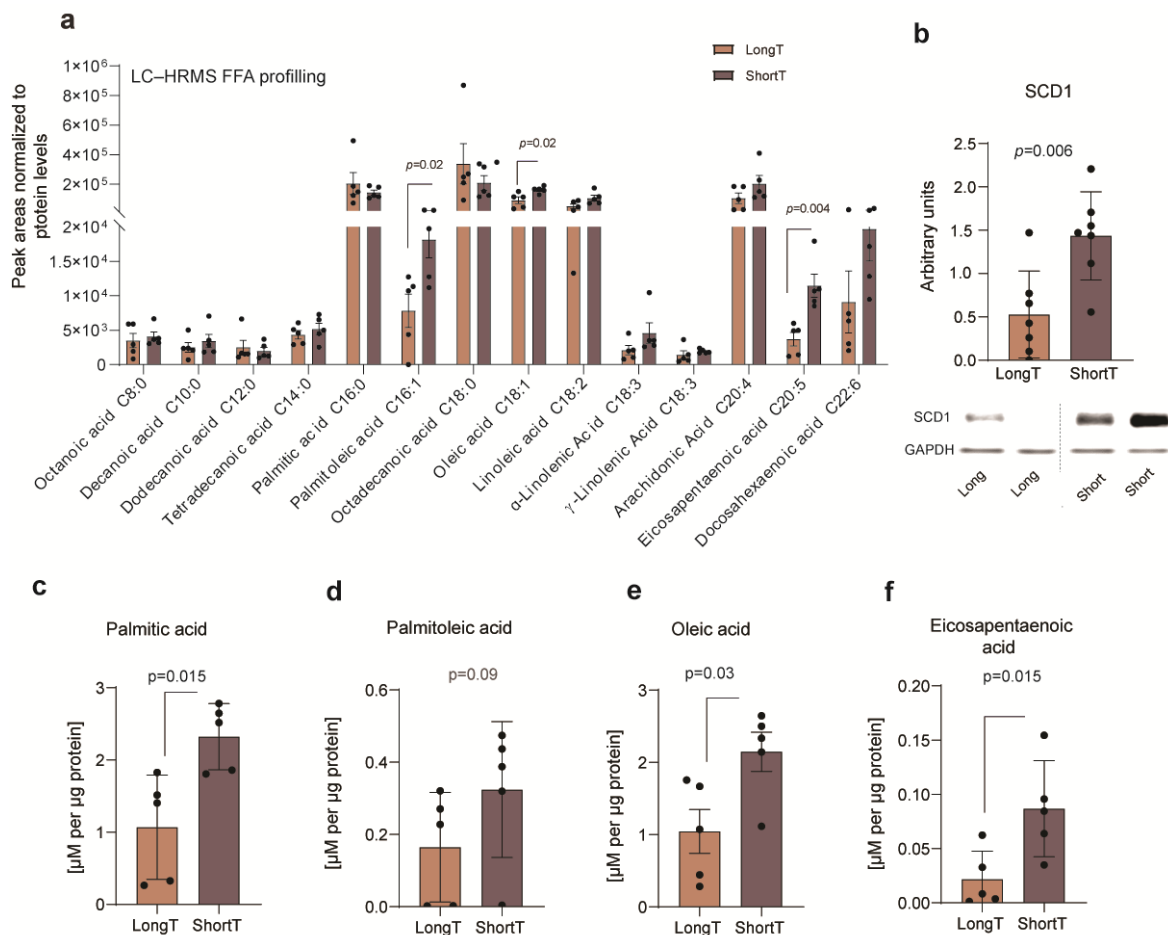 a
LC–HRMS FFA profilling
LongT
ShortT
Peak areas normalized to
ptotein levels
1×10⁶
8×10⁵
6×10⁵
4×10⁵
2×10⁵
2×10⁴
1.5×10⁴
1×10⁴
5×10³
0
p=0.02
p=0.02
p=0.004
Octanoic acid C8:0
Decanoic acid C10:0
Dodecanoic acid C12:0
Tetradecanoic acid C14:0
Palmitic acid C16:0
Palmitoleic acid C16:1
Octadecanoic acid C18:0
Oleic acid C18:1
Linoleic acid C18:2
α-Linolenic Ac id C18:3
γ-Linolenic Acid C18:3
Arachidonic Acid C20:4
Eicosapentaenoic acid C20:5
Docosahexaenoic acid C22:6
b
SCD1
p=0.006
Arbitrary units
2.5
2.0
1.5
1.0
0.5
0.0
LongT ShortT
SCD1
GAPDH
Long Long Short Short
c
Palmitic acid
p=0.015
[µM per µg protein]
3
2
1
0
LongT ShortT
d
Palmitoleic acid
p=0.09
[µM per µg protein]
0.6
0.4
0.2
0.0
LongT ShortT
e
Oleic acid
p=0.03
[µM per µg protein]
3
2
1
0
LongT ShortT
f
Eicosapentaenoic
acid
p=0.015
[µM per µg protein]
0.20
0.15
0.10
0.05
0.00
LongT ShortT